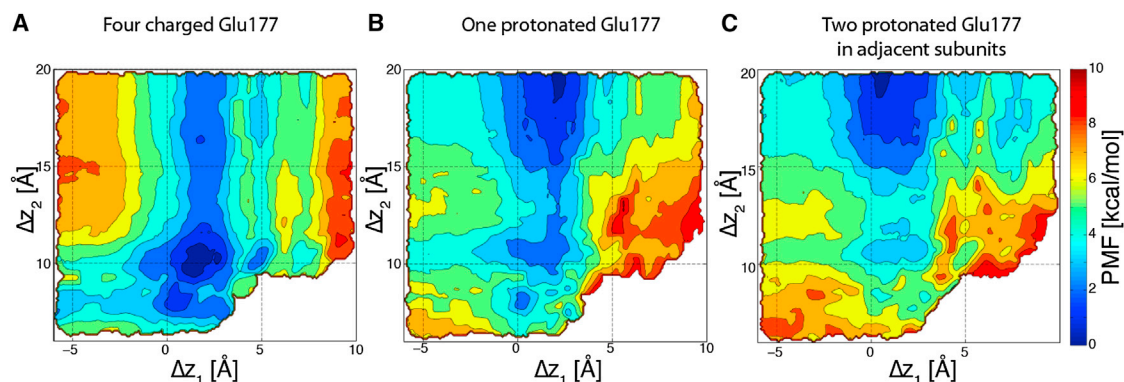 A Four charged Glu177
B One protonated Glu177
C Two protonated Glu177
in adjacent subunits
20
15
10
Δz₂ [Å]
-5 0 5 10
Δz₁ [Å]
20
15
10
Δz₂ [Å]
-5 0 5 10
Δz₁ [Å]
20
15
10
Δz₂ [Å]
-5 0 5
Δz₁ [Å]
10
8
6
4
2
0
PMF [kcal/mol]